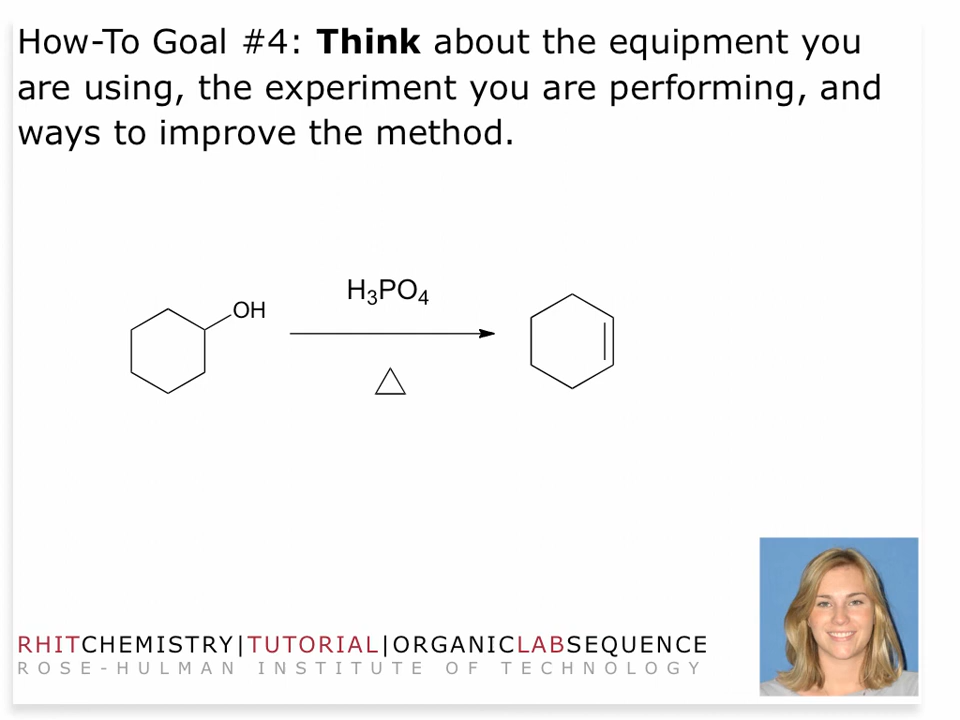 How-To Goal #4: Think about the equipment you
are using, the experiment you are performing, and
ways to improve the method.
H₃PO₄
OH
RHITCHEMISTRY|TUTORIAL|ORGANICLABSEQUENCE
ROSE-HULMAN INSTITUTE OF TECHNOLOGY